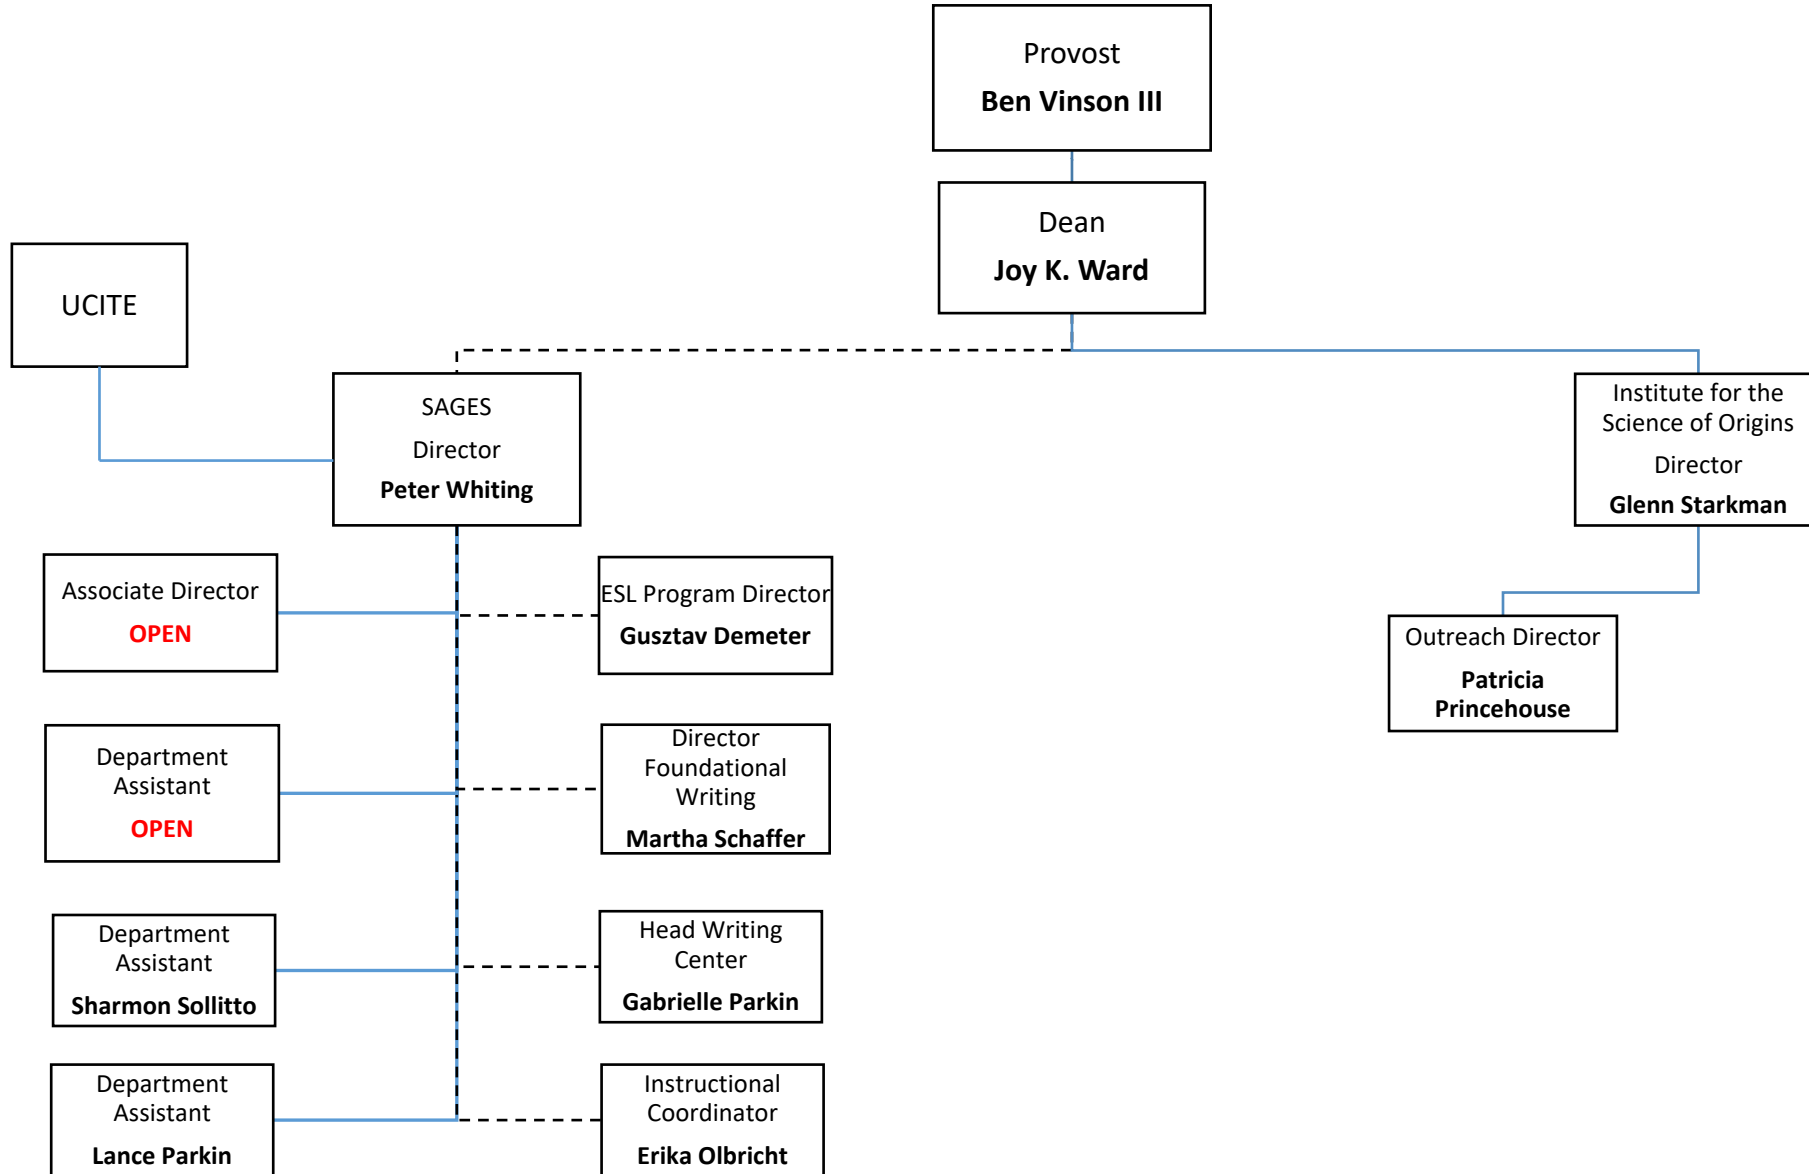 Provost
Ben Vinson III
Dean
Joy K. Ward
UCITE
SAGES
Director
Peter Whiting
Institute for the
Science of Origins
Director
Glenn Starkman
Associate Director
OPEN
ESL Program Director
Gusztav Demeter
Outreach Director
Patricia
Princehouse
Department
Assistant
OPEN
Director
Foundational
Writing
Martha Schaffer
Department
Assistant
Sharmon Sollitto
Head Writing
Center
Gabrielle Parkin
Department
Assistant
Lance Parkin
Instructional
Coordinator
Erika Olbricht